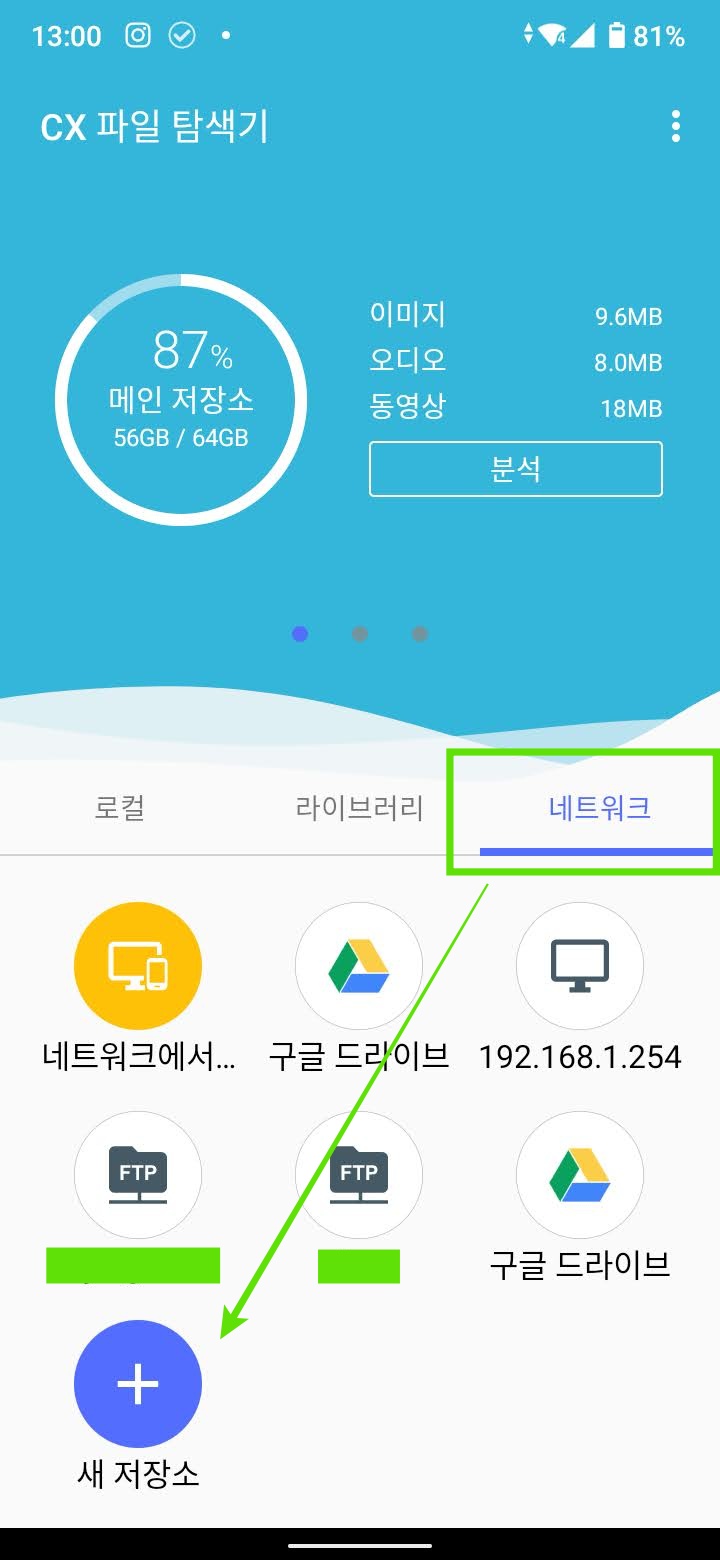 13:00
4 81%
CX 파일 탐색기
87%
메인 저장소
56GB / 64GB
이미지 9.6MB
오디오 8.0MB
동영상 18MB
분석
로컬 라이브러리 네트워크
네트워크에서... 구글 드라이브 192.168.1.254
FTP FTP
구글 드라이브
새 저장소